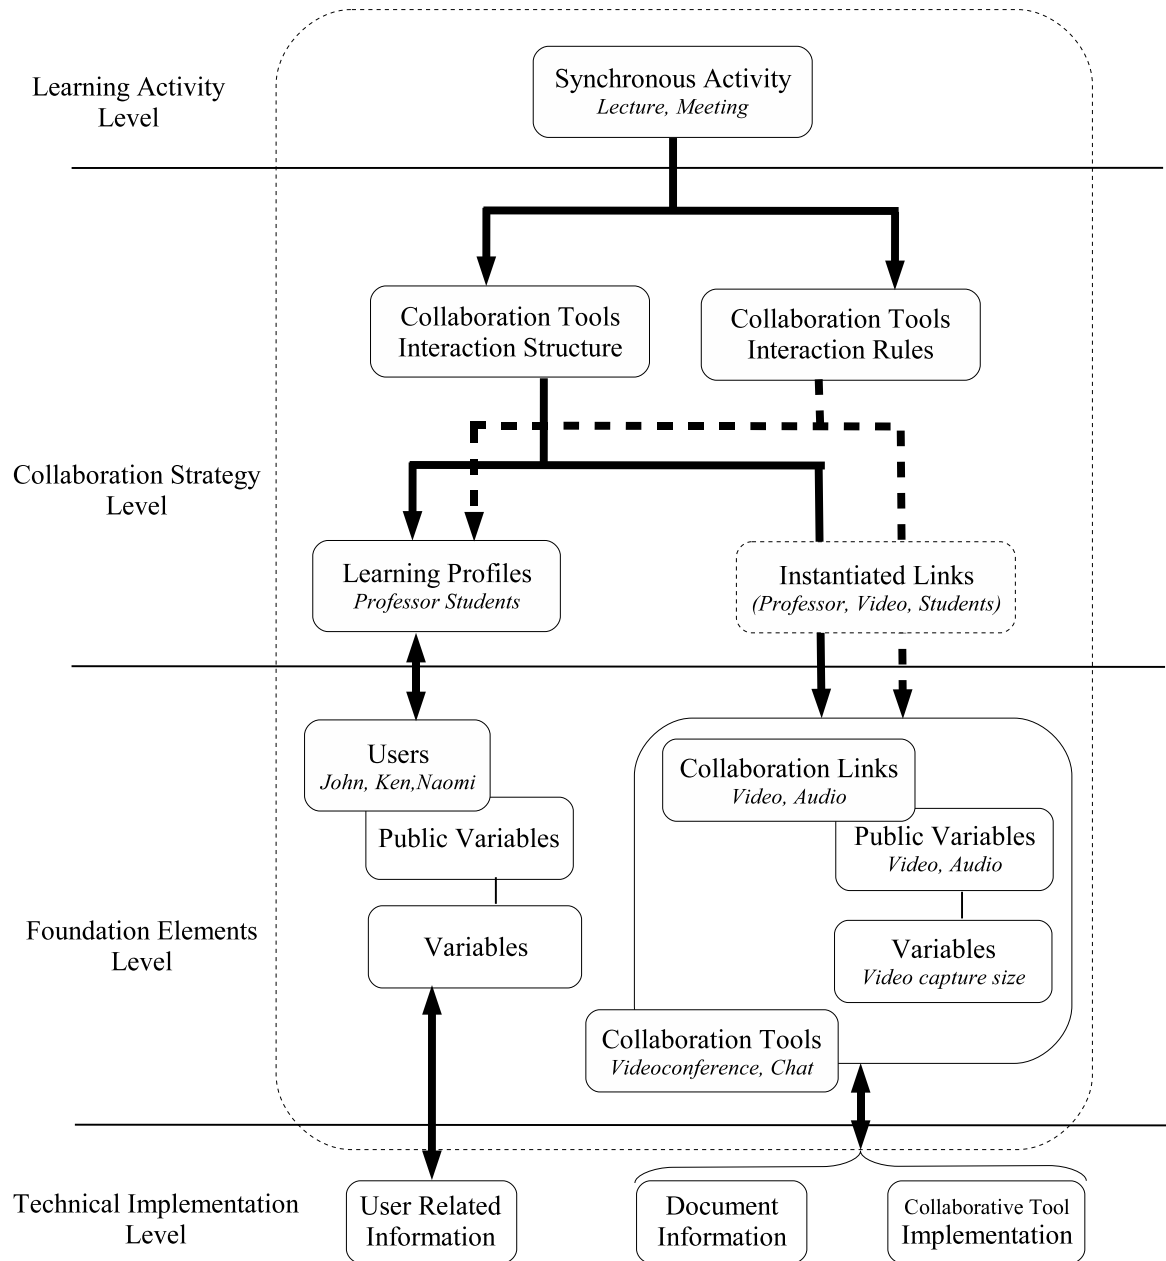 Learning Activity
Level
Synchronous Activity
Lecture, Meeting
Collaboration Tools
Interaction Structure
Collaboration Tools
Interaction Rules
Collaboration Strategy
Level
Learning Profiles
Professor Students
Instantiated Links
(Professor, Video, Students)
Users
John, Ken,Naomi
Public Variables
Variables
Collaboration Links
Video, Audio
Public Variables
Video, Audio
Variables
Video capture size
Foundation Elements
Level
Collaboration Tools
Videoconference, Chat
Technical Implementation
Level
User Related
Information
Document
Information
Collaborative Tool
Implementation